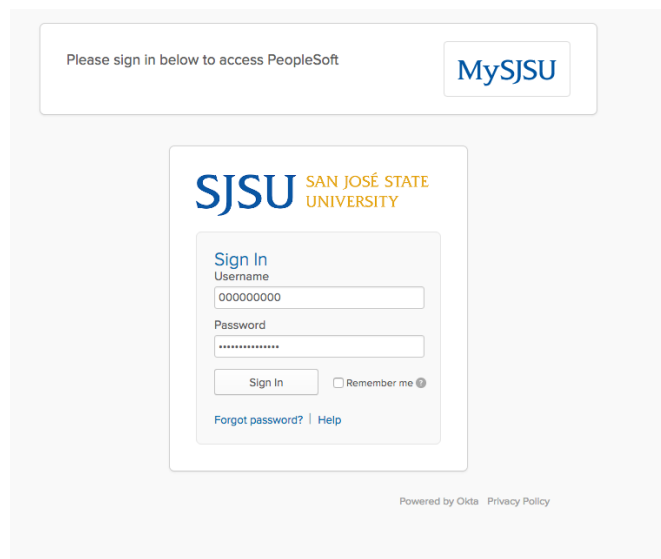 Please sign in below to access PeopleSoft
MySJSU
SJSU SAN JOSÉ STATE
UNIVERSITY
Sign In
Username
000000000
Password
•••••••••••••••
Sign In
Remember me ?
Forgot password? | Help
Powered by Okta Privacy Policy